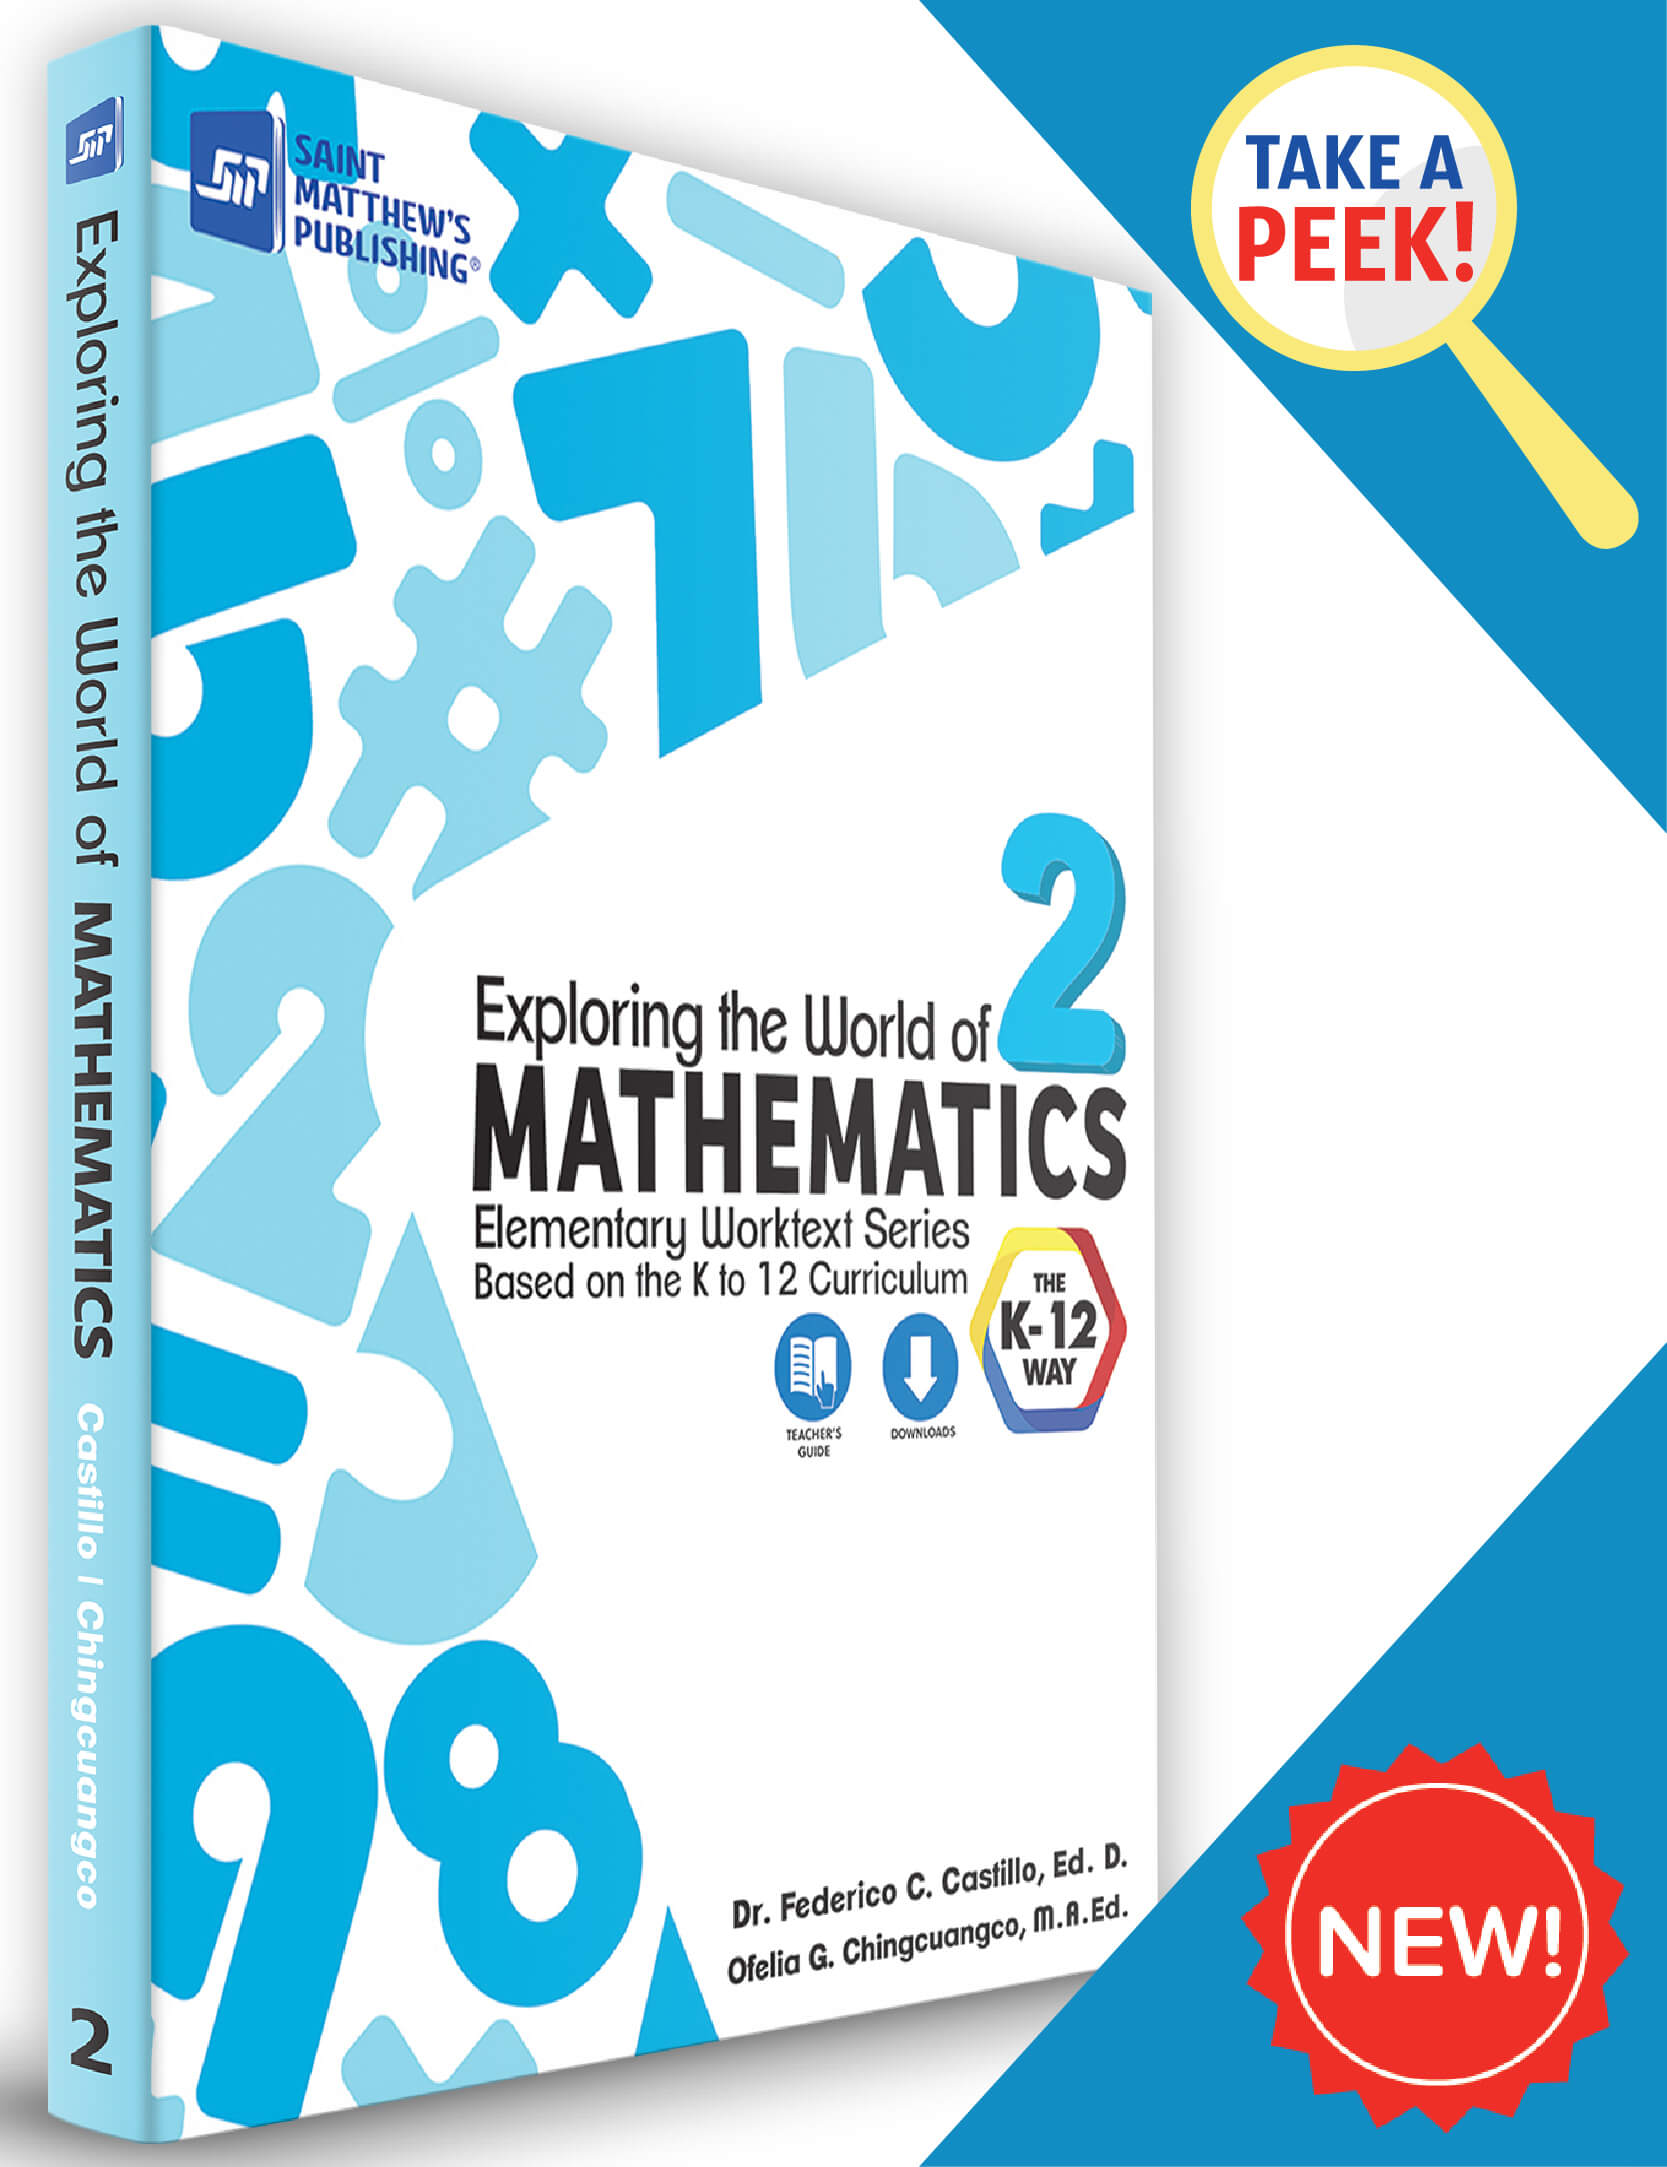 SAINT
MATTHEW'S
PUBLISHING®
TAKE A
PEEK!
Exploring the World of MATHEMATICS Castillo | Chingcuangco 2
2
Exploring the World of
MATHEMATICS
Elementary Worktext Series
Based on the K to 12 Curriculum
THE
K-12
WAY
TEACHER'S
GUIDE
DOWNLOADS
Dr. Federico C. Castillo, Ed. D.
Ofelia G. Chingcuangco, M.A.Ed.
NEW!